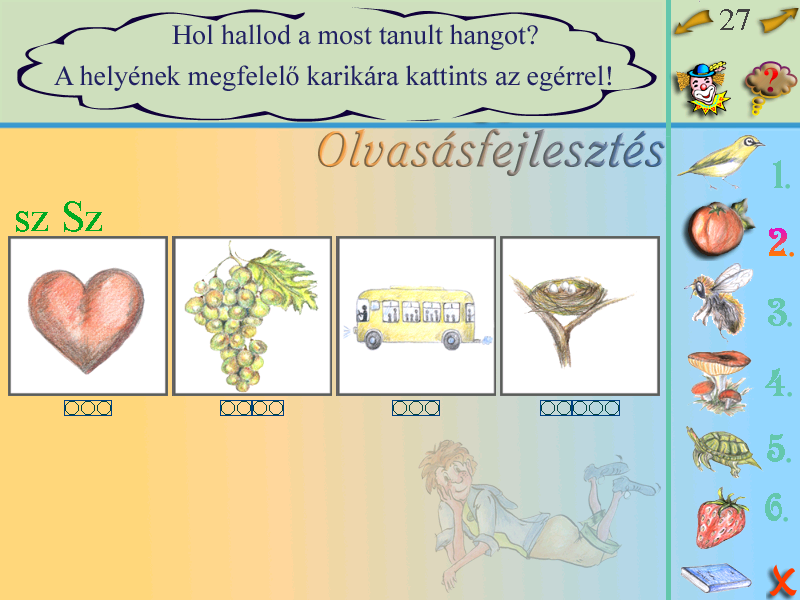 Hol hallod a most tanult hangot?
A helyének megfelelő karikára kattints az egérrel!
27
Olvasásfejlesztés
sz Sz
1.
2.
3.
4.
5.
6.